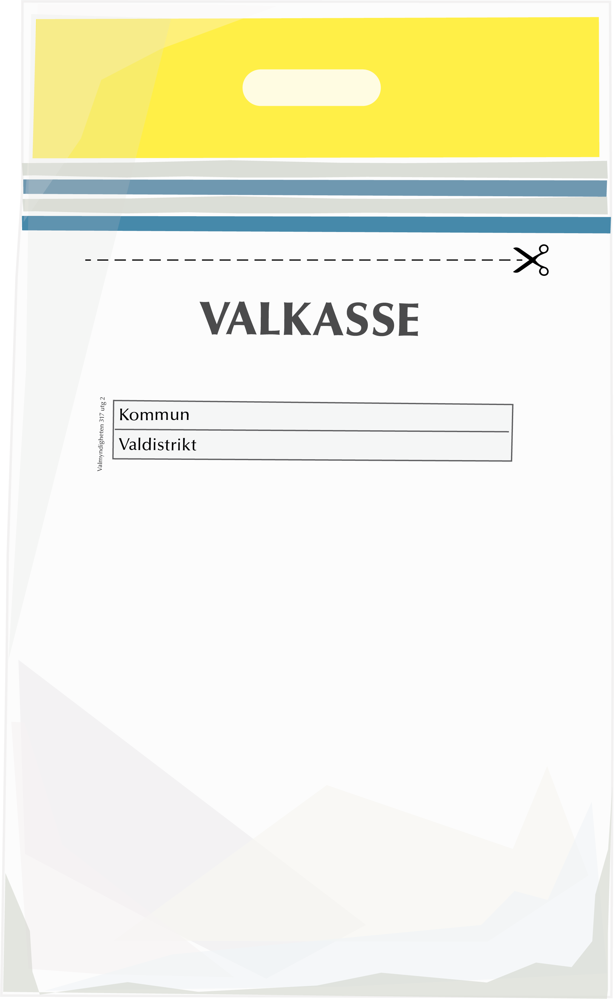 VALKASSE
Valmyndigheten 317 utg 2
Kommun
Valdistrikt